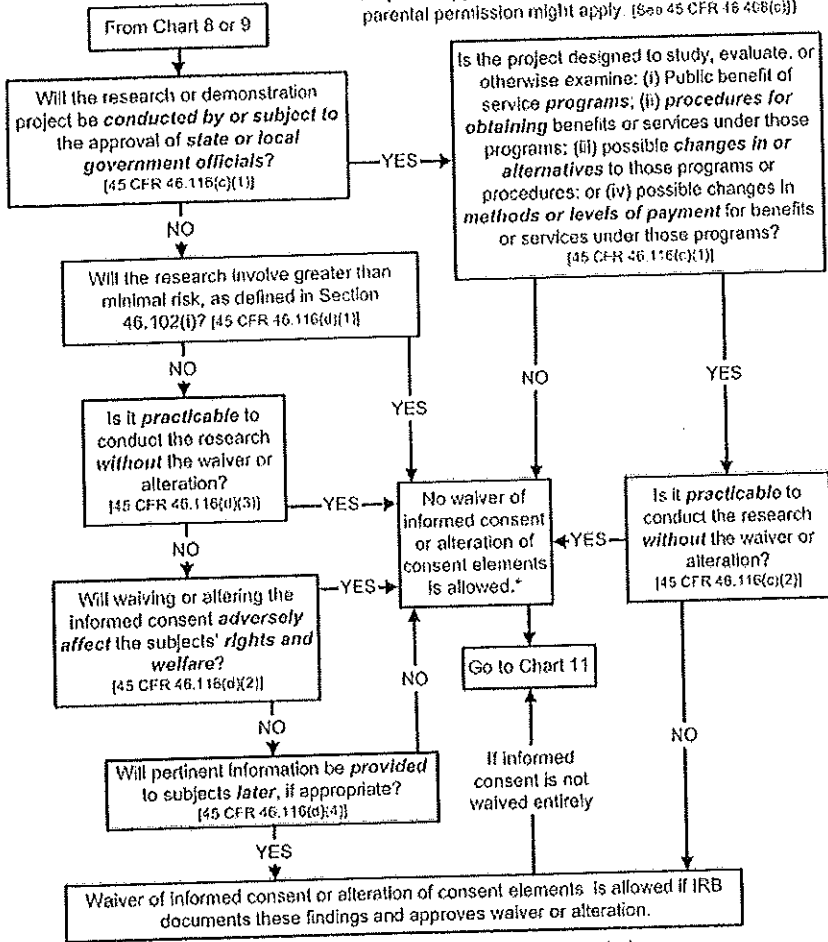 parental permission might apply. [See 45 CFR 46 408(c)]
From Chart 8 or 9
Will the research or demonstration
project be conducted by or subject to
the approval of state or local
government officials?
[45 CFR 46.116(c)(1)]
YES
Is the project designed to study, evaluate, or
otherwise examine: (i) Public benefit of
service programs; (ii) procedures for
obtaining benefits or services under those
programs; (iii) possible changes in or
alternatives to those programs or
procedures; or (iv) possible changes in
methods or levels of payment for benefits
or services under those programs?
[45 CFR 46.116(c)(1)]
NO
Will the research involve greater than
minimal risk, as defined in Section
46.102(i)? [45 CFR 46.116(d)(1)]
NO
YES
NO
YES
Is it practicable to
conduct the research
without the waiver or
alteration?
[45 CFR 46.116(d)(3)]
YES
No waiver of
informed consent
or alteration of
consent elements
is allowed.*
YES
Is it practicable to
conduct the research
without the waiver or
alteration?
[45 CFR 46.116(c)(2)]
NO
Will waiving or altering the
informed consent adversely
affect the subjects' rights and
welfare?
[45 CFR 46.116(d)(2)]
YES
NO
Go to Chart 11
NO
NO
Will pertinent information be provided
to subjects later, if appropriate?
[45 CFR 46.116(d)(4)]
If informed
consent is not
waived entirely
YES
Waiver of informed consent or alteration of consent elements is allowed if IRB
documents these findings and approves waiver or alteration.